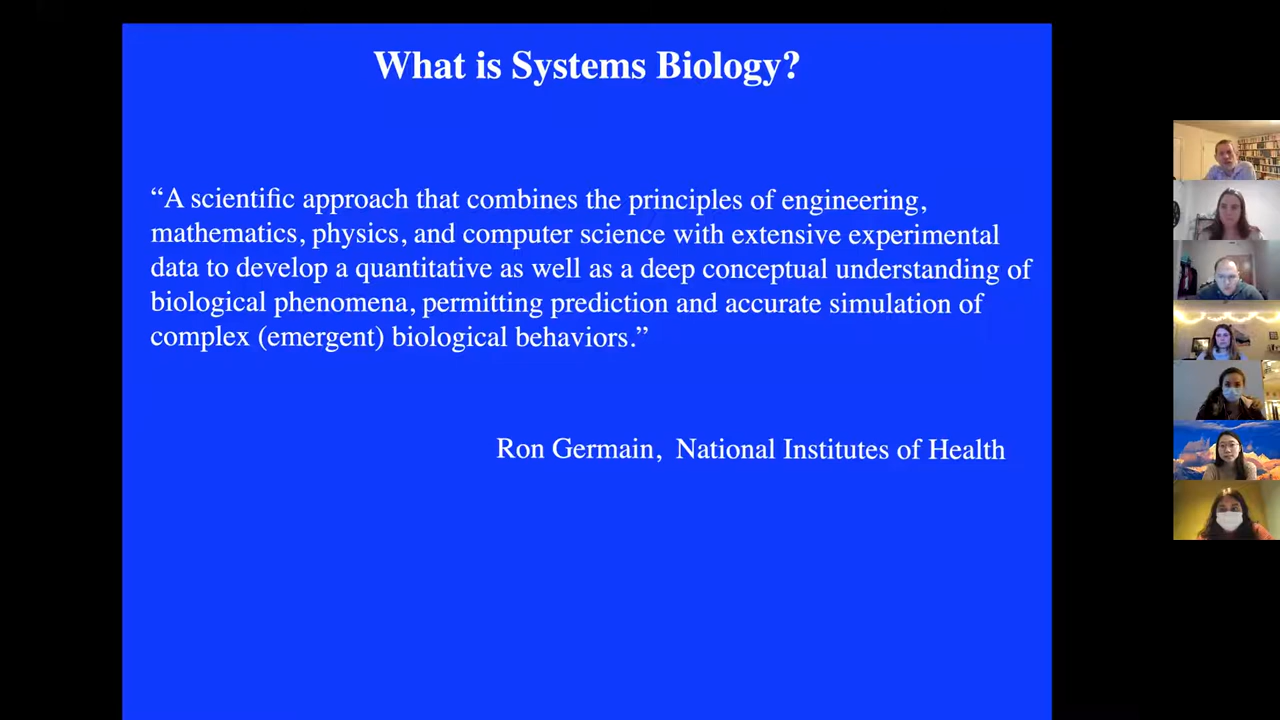 What is Systems Biology?
“A scientific approach that combines the principles of engineering,
mathematics, physics, and computer science with extensive experimental
data to develop a quantitative as well as a deep conceptual understanding of
biological phenomena, permitting prediction and accurate simulation of
complex (emergent) biological behaviors.”
Ron Germain, National Institutes of Health